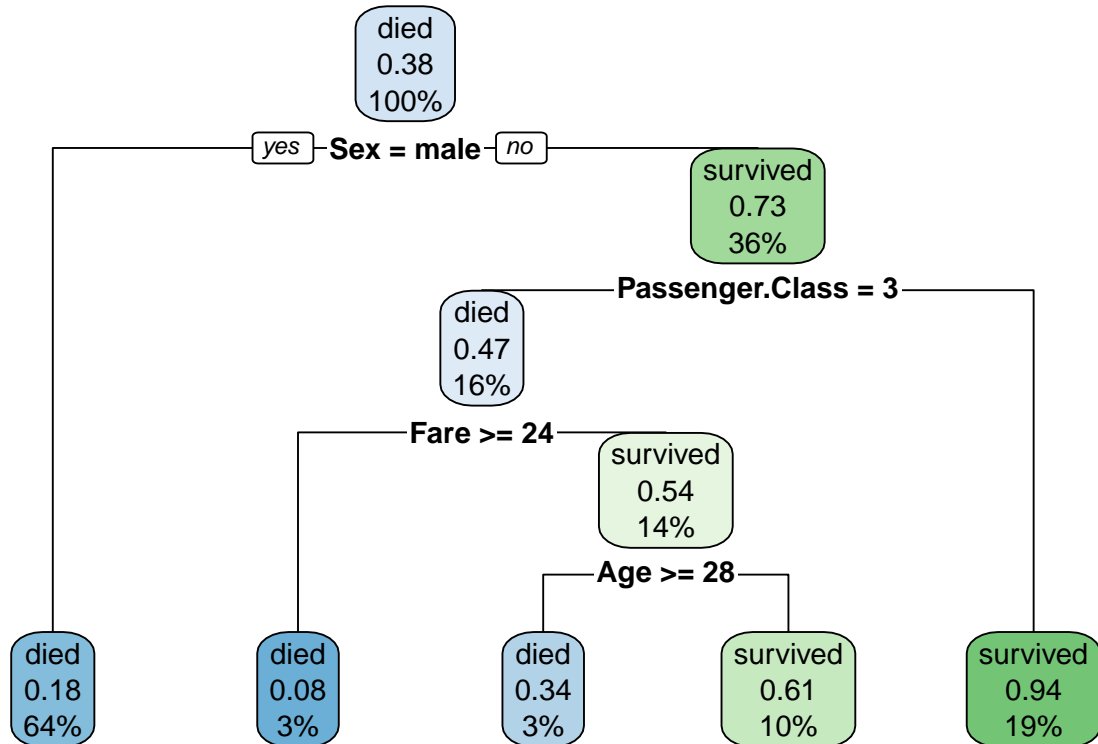 died
0.38
100%
yes Sex = male no
survived
0.73
36%
Passenger.Class = 3
died
0.47
16%
Fare >= 24
survived
0.54
14%
Age >= 28
died
0.18
64%
died
0.08
3%
died
0.34
3%
survived
0.61
10%
survived
0.94
19%